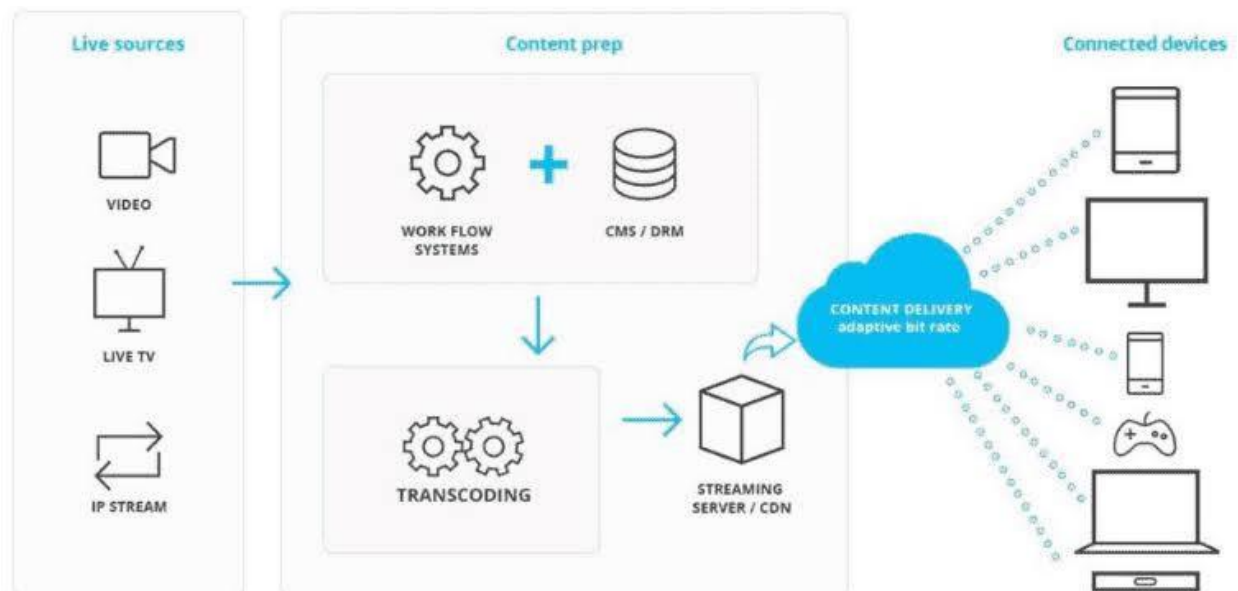 Live sources
VIDEO
LIVE TV
IP STREAM
Content prep
WORK FLOW
SYSTEMS
CMS / DRM
TRANSCODING
STREAMING
SERVER / CDN
CONTENT DELIVERY
adaptive bit rate
Connected devices